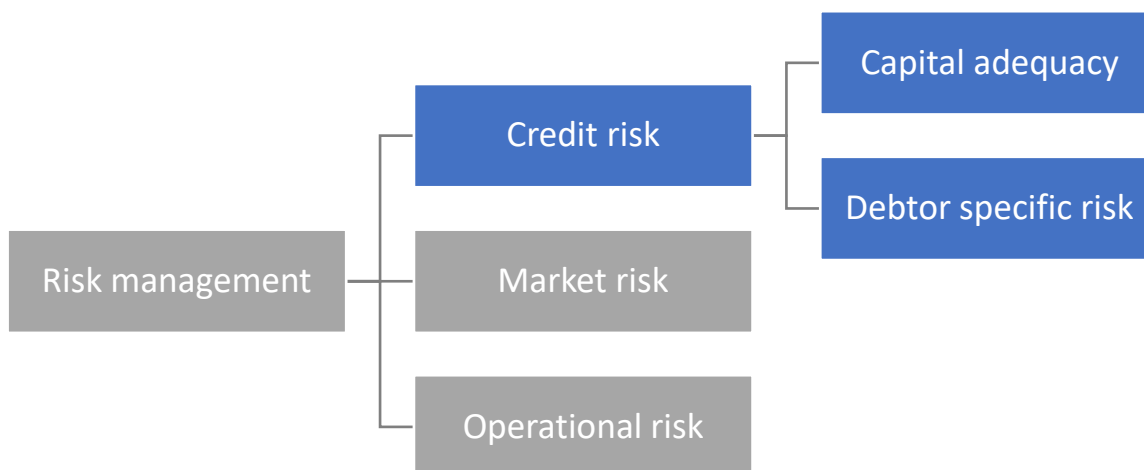 Risk management
Credit risk
Market risk
Operational risk
Capital adequacy
Debtor specific risk